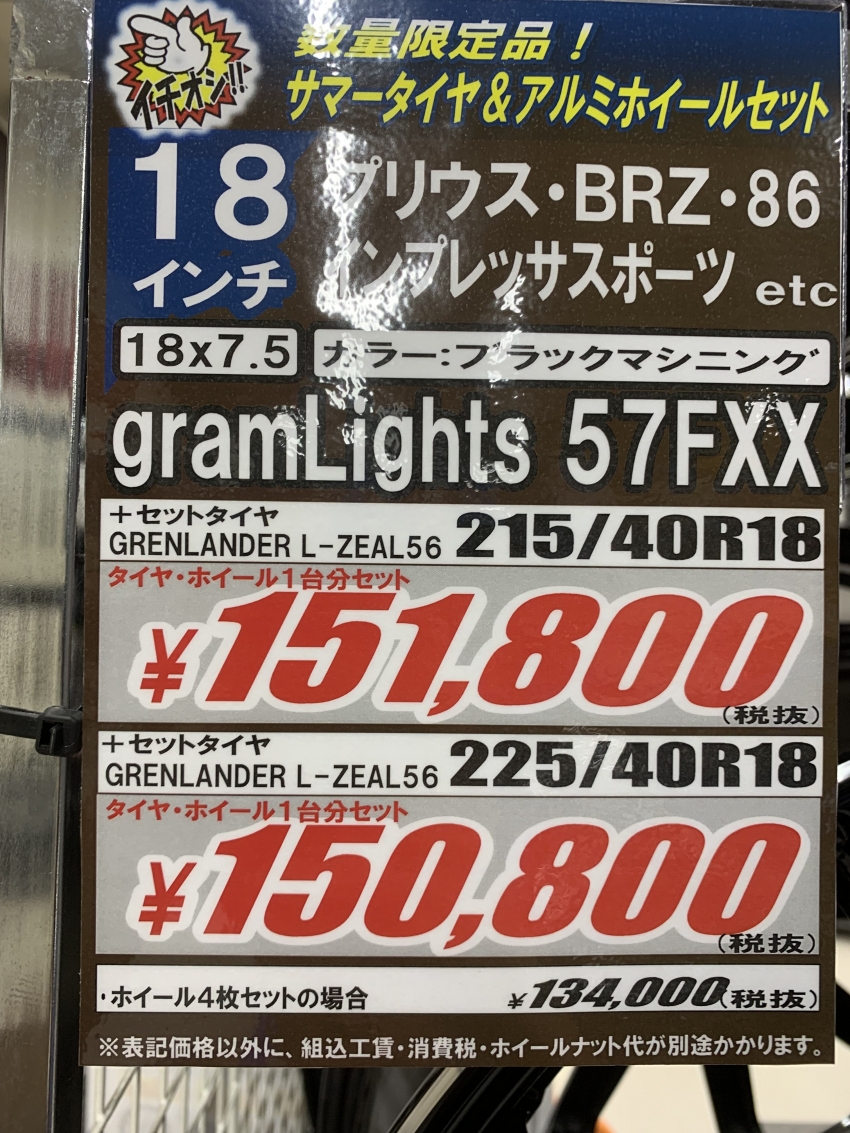 イチオシ!!
数量限定品！
サマータイヤ&アルミホイールセット
18
インチ
プリウス・BRZ・86
インプレッサスポーツ etc
18x7.5
カラー:ブラックマシニング
gramLights 57FXX
＋セットタイヤ
GRENLANDER L-ZEAL56 215/40R18
タイヤ・ホイール1台分セット
¥151,800
(税抜)
＋セットタイヤ
GRENLANDER L-ZEAL56 225/40R18
タイヤ・ホイール1台分セット
¥150,800
(税抜)
・ホイール4枚セットの場合 ¥134,000(税抜)
※表記価格以外に、組込工賃・消費税・ホイールナット代が別途かかります。